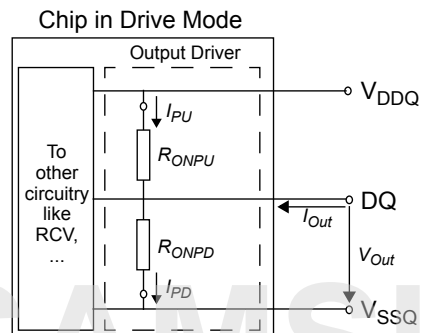 Chip in Drive Mode
Output Driver
I_PU
V_DDQ
To
other
circuitry
like
RCV,
...
R_ONPU
DQ
I_Out
R_ONPD
V_Out
I_PD
V_SSQ